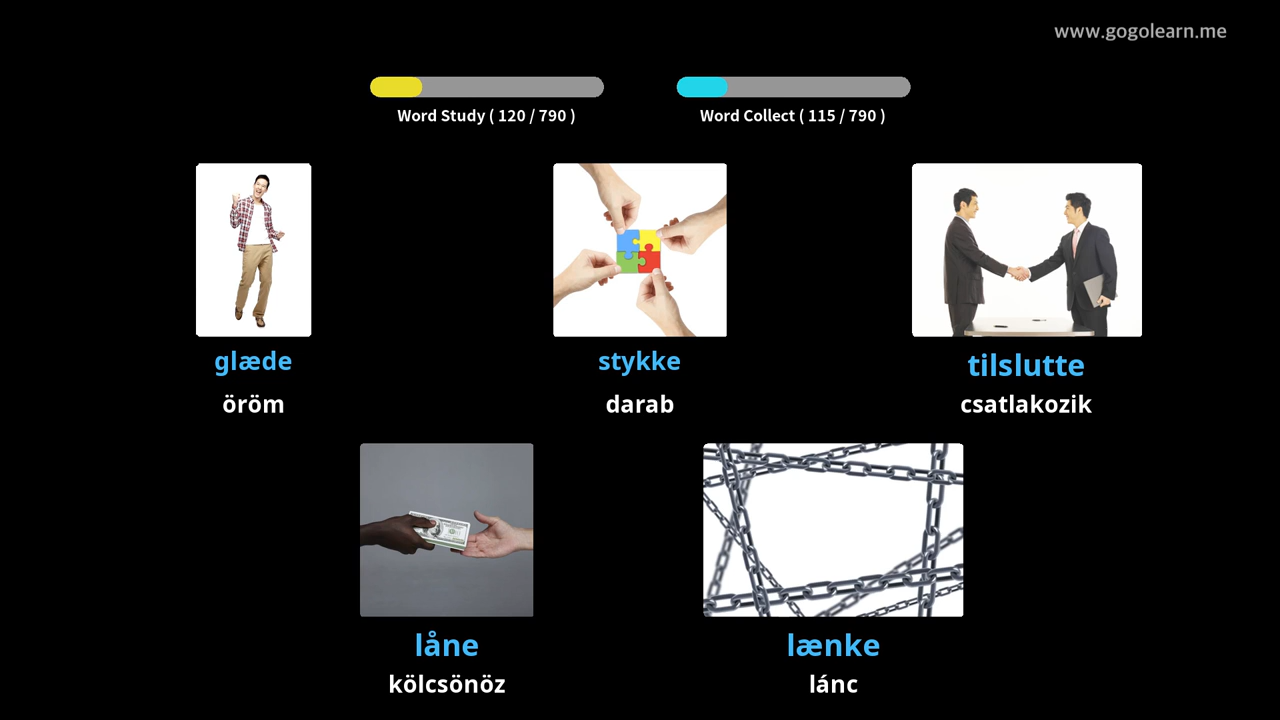 www.gogolearn.me
Word Study ( 120 / 790 )
Word Collect ( 115 / 790 )
glæde
stykke
tilslutte
öröm
darab
csatlakozik
låne
lænke
kölcsönöz
lánc